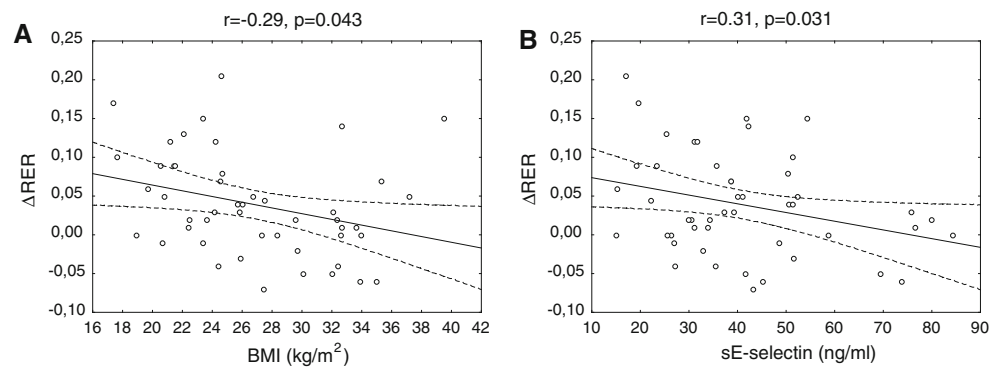 r=-0.29, p=0.043
A
0,25
0,20
0,15
0,10
0,05
0,00
-0,05
-0,10
ΔRER
16 18 20 22 24 26 28 30 32 34 36 38 40 42
BMI (kg/m²)
r=0.31, p=0.031
B
0,25
0,20
0,15
0,10
0,05
0,00
-0,05
-0,10
ΔRER
10 20 30 40 50 60 70 80 90
sE-selectin (ng/ml)